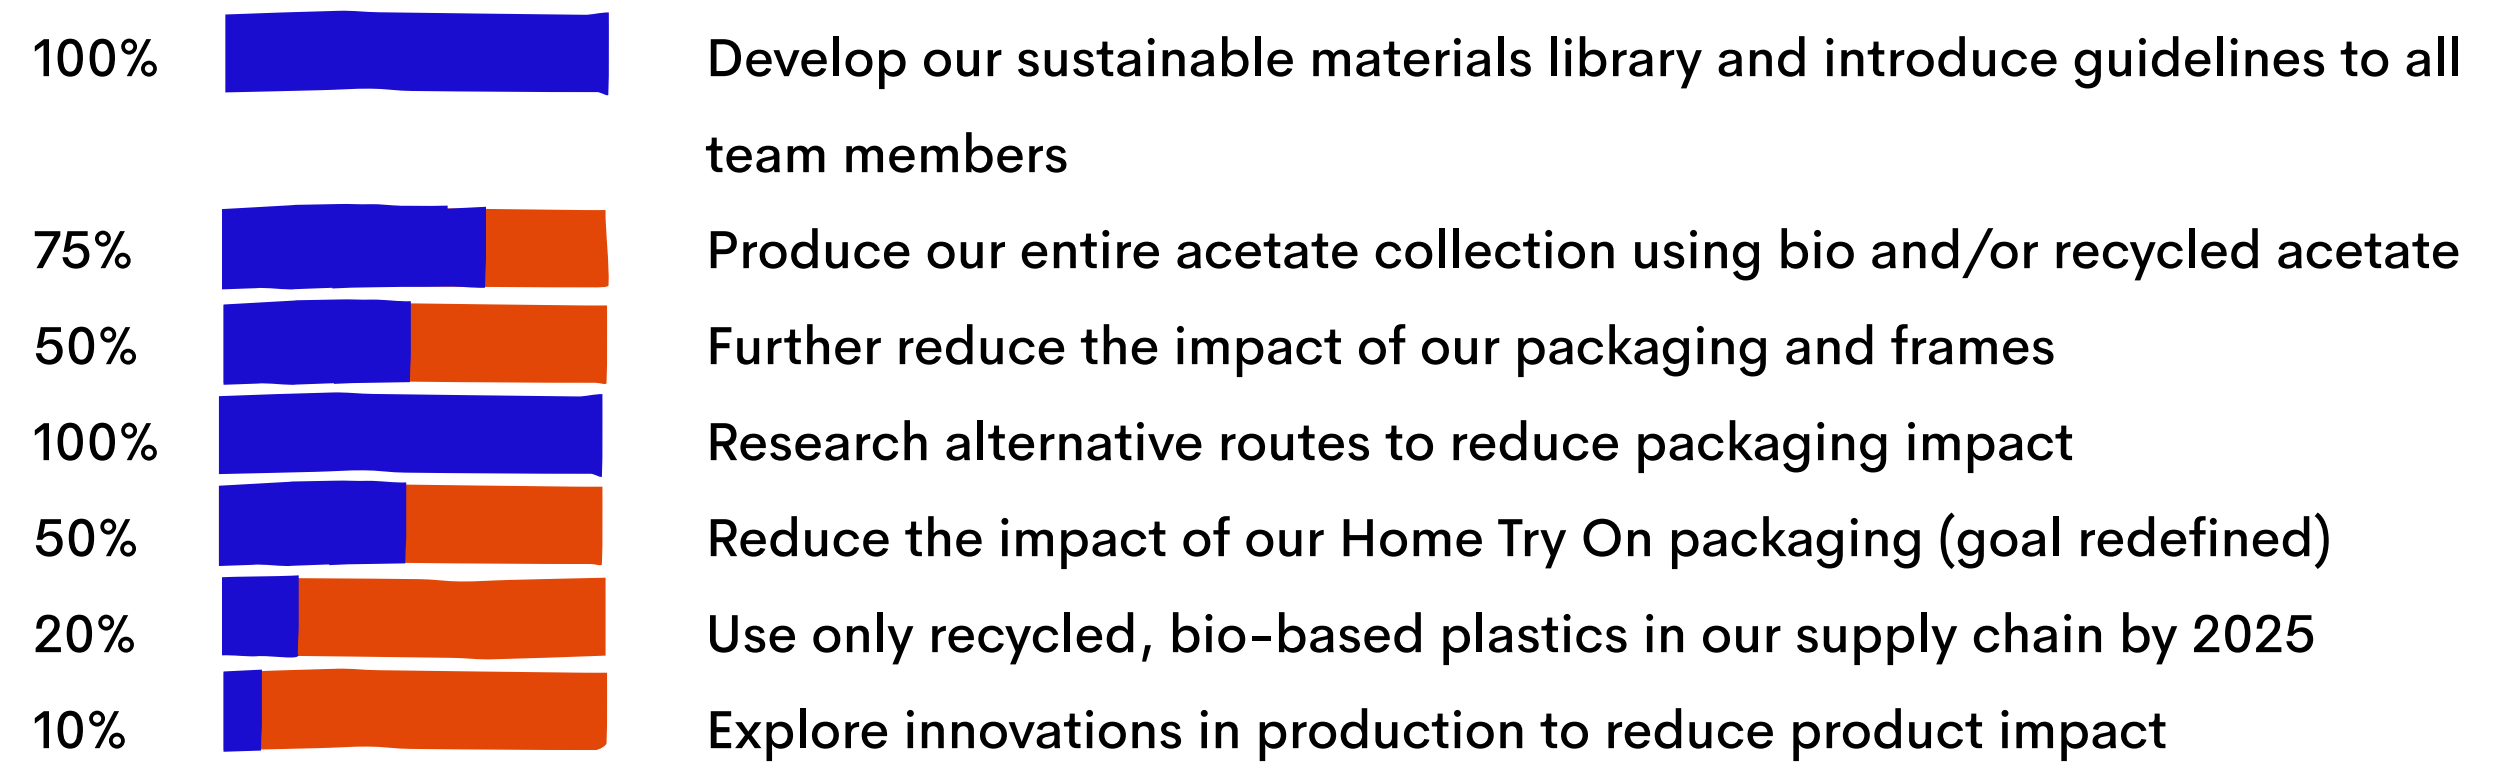 100% Develop our sustainable material library and introduce guidelines to all
team members
75% Produce our entire acetate collection using bio and/or recycled acetate
50% Further reduce the impact of our packaging and frames
100% Research alternative routes to reduce packaging impact
50% Reduce the impact of our Home Try On packaging (goal redefined)
20% Use only recycled, bio-based plastics in our supply chain by 2025
10% Explore innovations in production to reduce product impact